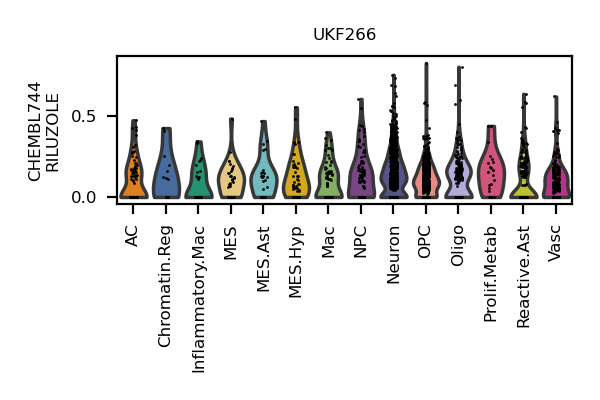 UKF266
CHEMBL744
RILUZOLE
0.5
0.0
AC
Chromatin.Reg
Inflammatory.Mac
MES
MES.Ast
MES.Hyp
Mac
NPC
Neuron
OPC
Oligo
Prolif.Metab
Reactive.Ast
Vasc